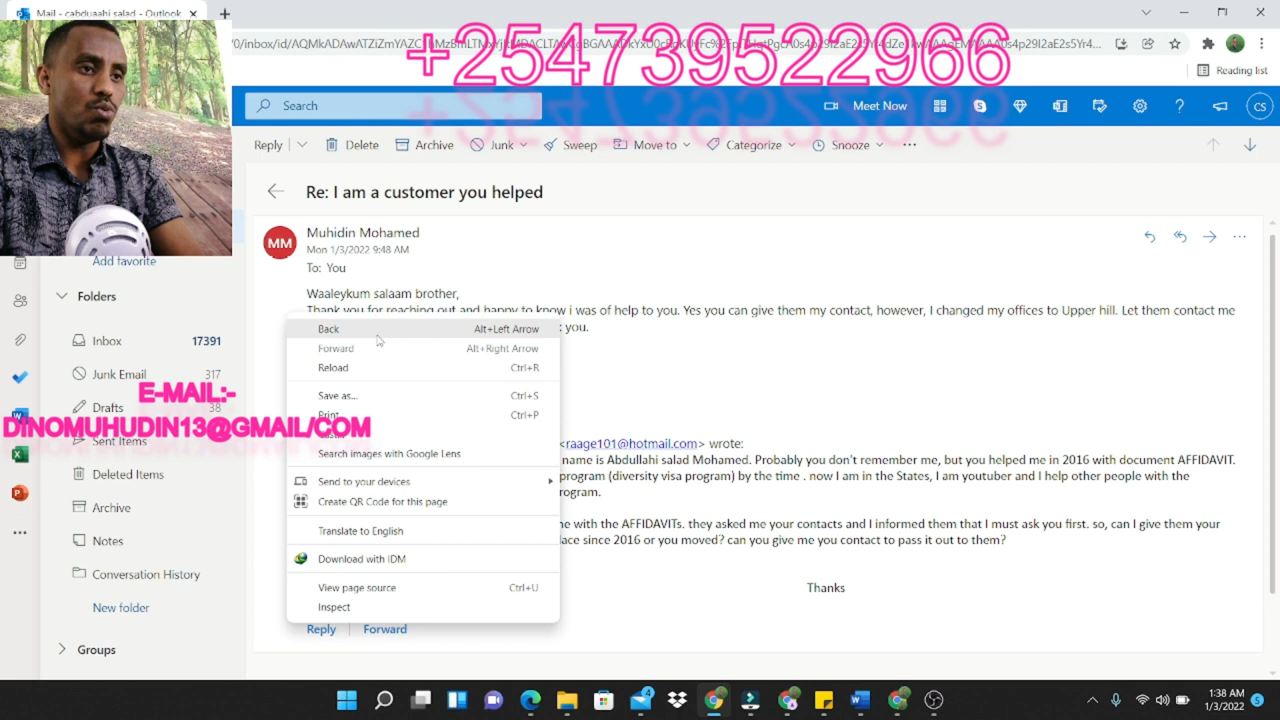 Mail - cabduaahi salad - Outlook
+254739522966
Reading list
Search
Meet Now
CS
Reply
Delete
Archive
Junk
Sweep
Move to
Categorize
Snooze
Re: I am a customer you helped
MM
Muhidin Mohamed
Mon 1/3/2022 9:48 AM
To: You
Waaleykum salaam brother,
Thank you for reaching out and happy to know i was of help to you. Yes you can give them my contact, however, I changed my offices to Upper hill. Let them contact me
you.
Add favorite
Folders
Inbox 17391
Junk Email 317
Drafts 38
Sent Items
Deleted Items
Archive
Notes
Conversation History
New folder
Groups
E-MAIL:-
DINOMUHUDIN13@GMAIL/COM
Back Alt+Left Arrow
Forward Alt+Right Arrow
Reload Ctrl+R
Save as... Ctrl+S
Print... Ctrl+P
Search images with Google Lens
Send to your devices
Create QR Code for this page
Translate to English
Download with IDM
View page source Ctrl+U
Inspect
<raage101@hotmail.com> wrote:
name is Abdullahi salad Mohamed. Probably you don't remember me, but you helped me in 2016 with document AFFIDAVIT.
program (diversity visa program) by the time . now I am in the States, I am youtuber and I help other people with the
rogram.
ne with the AFFIDAVITs. they asked me your contacts and I informed them that I must ask you first. so, can I give them your
lace since 2016 or you moved? can you give me you contact to pass it out to them?
Thanks
Reply
Forward
4
1:38 AM
1/3/2022
5